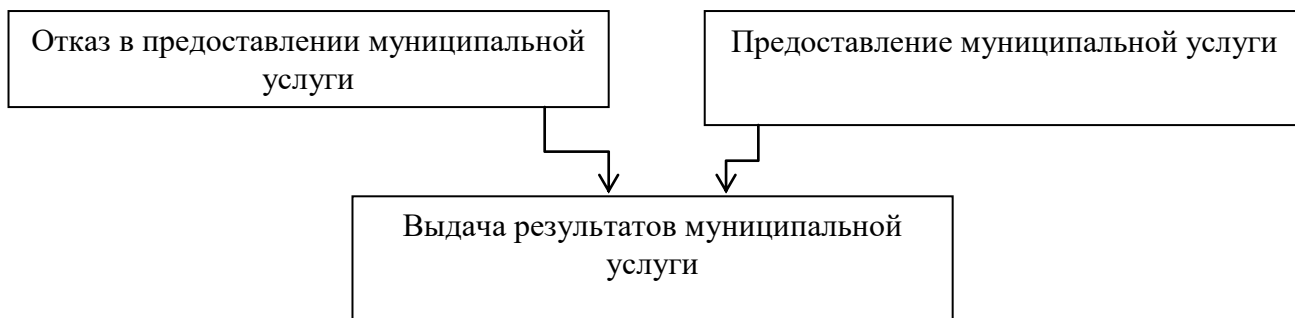 Отказ в предоставлении муниципальной
услуги
Предоставление муниципальной услуги
Выдача результатов муниципальной
услуги